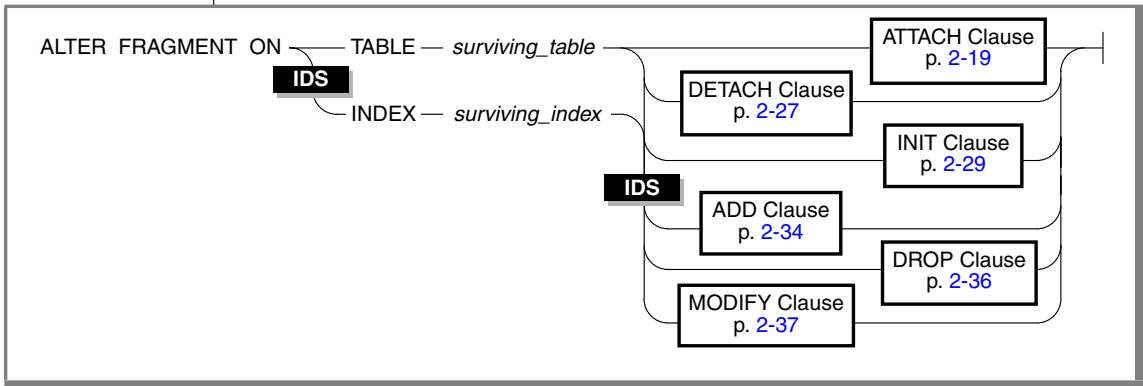 ALTER FRAGMENT ON TABLE surviving_table ATTACH Clause
p. 2-19
IDS
DETACH Clause
p. 2-27
INDEX surviving_index
INIT Clause
p. 2-29
IDS
ADD Clause
p. 2-34
DROP Clause
p. 2-36
MODIFY Clause
p. 2-37